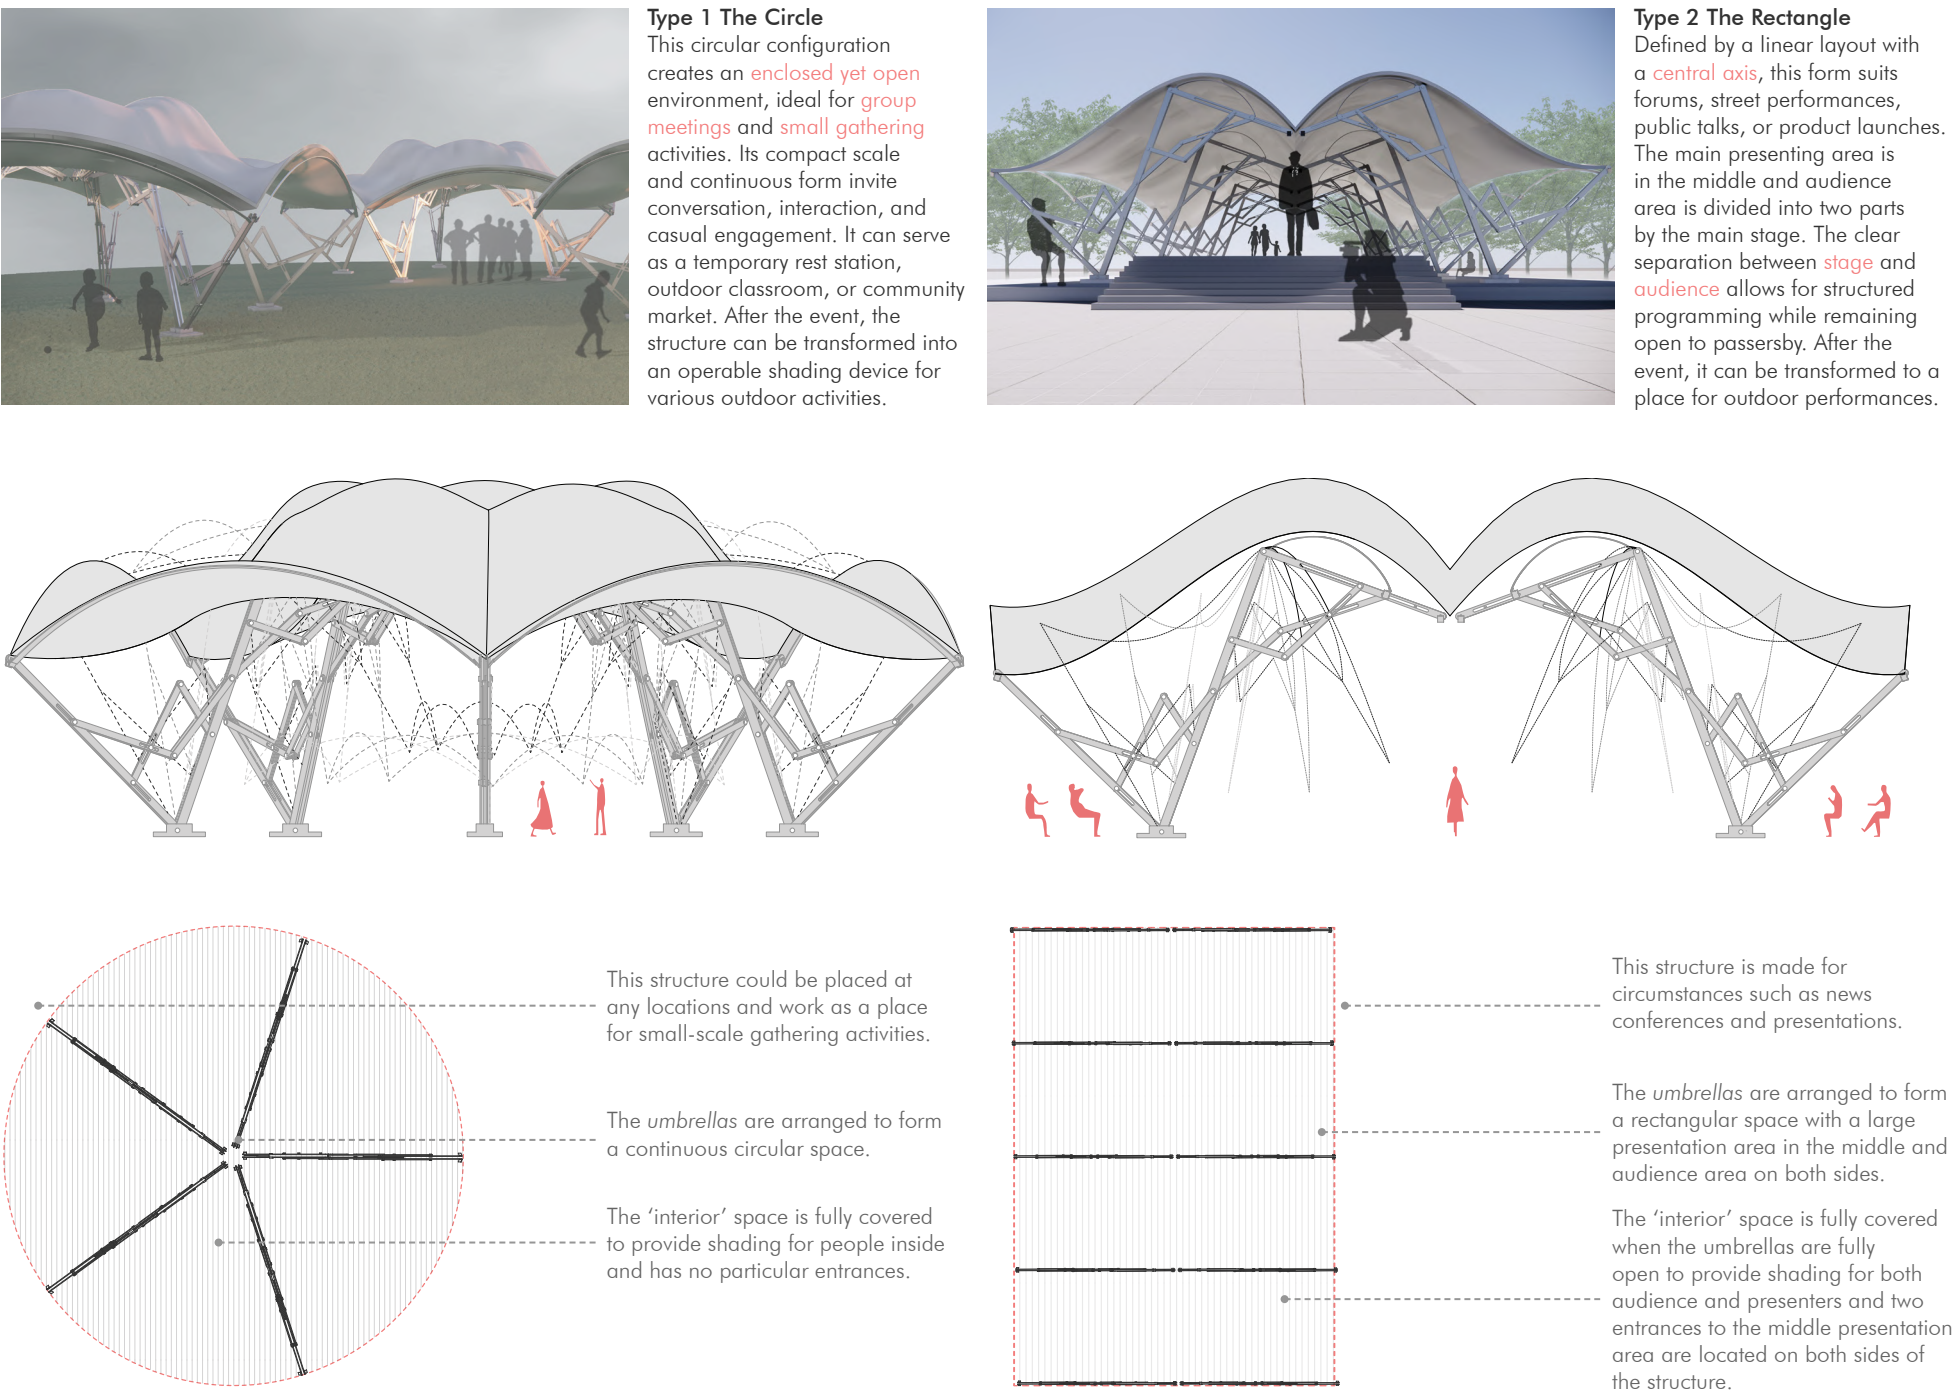 Type 1 The Circle
This circular configuration
creates an enclosed yet open
environment, ideal for group
meetings and small gathering
activities. Its compact scale
and continuous form invite
conversation, interaction, and
casual engagement. It can serve
as a temporary rest station,
outdoor classroom, or community
market. After the event, the
structure can be transformed into
an operable shading device for
various outdoor activities.
Type 2 The Rectangle
Defined by a linear layout with
a central axis, this form suits
forums, street performances,
public talks, or product launches.
The main presenting area is
in the middle and audience
area is divided into two parts
by the main stage. The clear
separation between stage and
audience allows for structured
programming while remaining
open to passersby. After the
event, it can be transformed to a
place for outdoor performances.
This structure could be placed at
any locations and work as a place
for small-scale gathering activities.
The umbrellas are arranged to form
a continuous circular space.
The ‘interior’ space is fully covered
to provide shading for people inside
and has no particular entrances.
This structure is made for
circumstances such as news
conferences and presentations.
The umbrellas are arranged to form
a rectangular space with a large
presentation area in the middle and
audience area on both sides.
The ‘interior’ space is fully covered
when the umbrellas are fully
open to provide shading for both
audience and presenters and two
entrances to the middle presentation
area are located on both sides of
the structure.